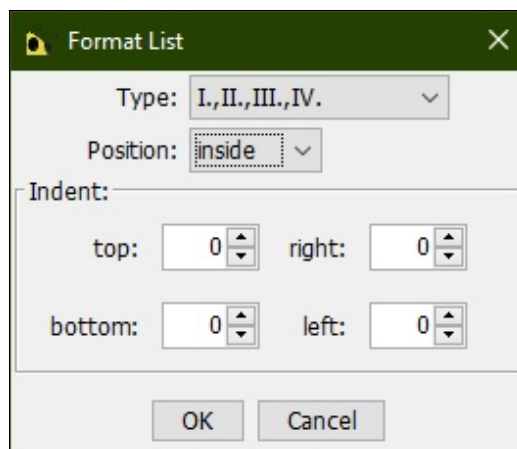 Format List
Type: I.,II.,III.,IV.
Position: inside
Indent:
top: 0 right: 0
bottom: 0 left: 0
OK Cancel